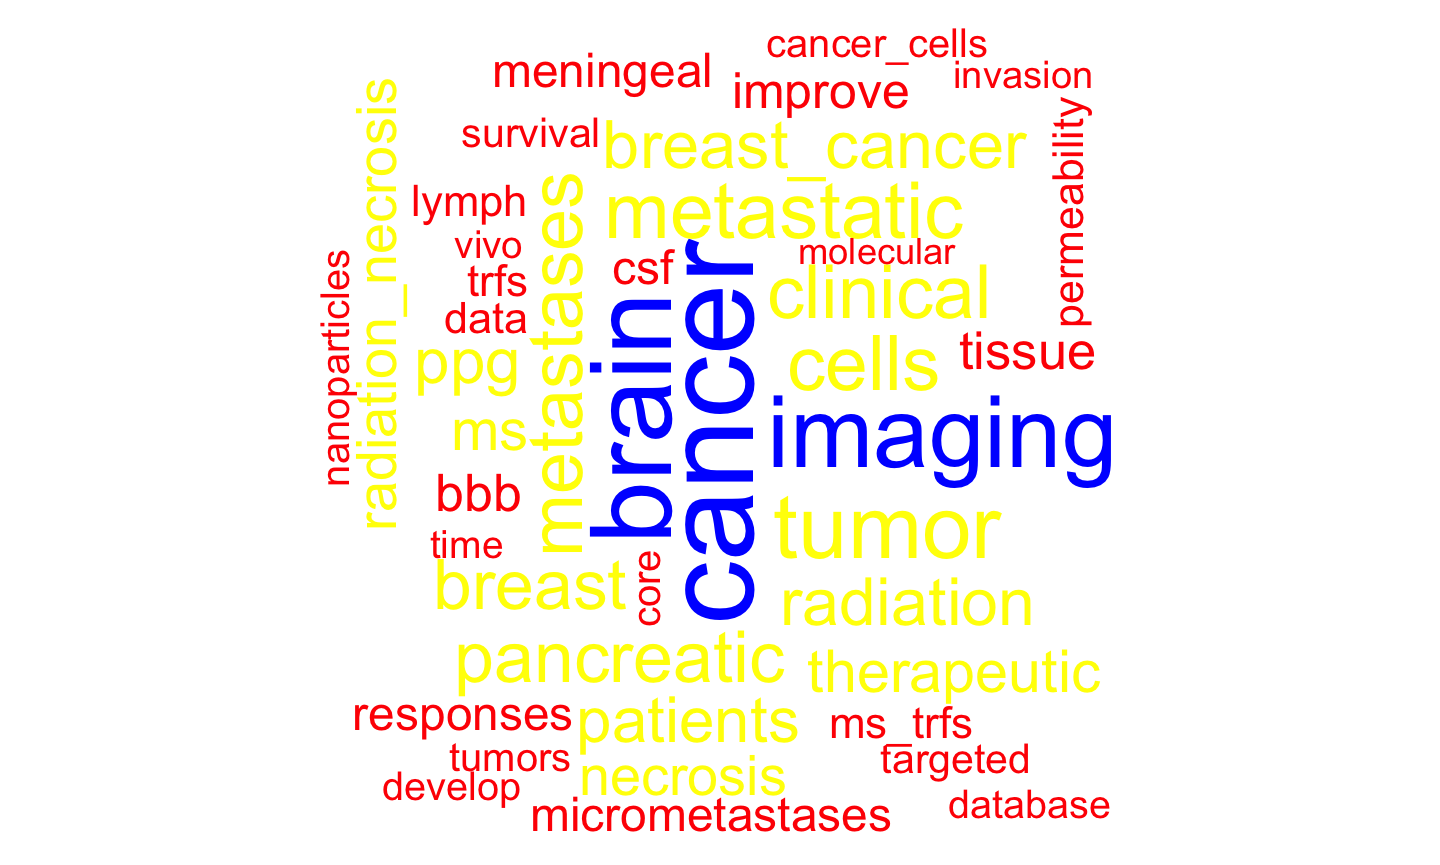 cancer_cells
meningeal
improve
invasion
survival
breast_cancer
permeability
radiation_necrosis
lymph
metastases
metastatic
vivo
csf
molecular
trfs
data
clinical
nanoparticles
ppg
brain
cancer
cells
tissue
ms
imaging
bbb
time
tumor
breast
core
radiation
pancreatic
therapeutic
responses
patients
ms_trfs
tumors
necrosis
targeted
develop
micrometastases
database